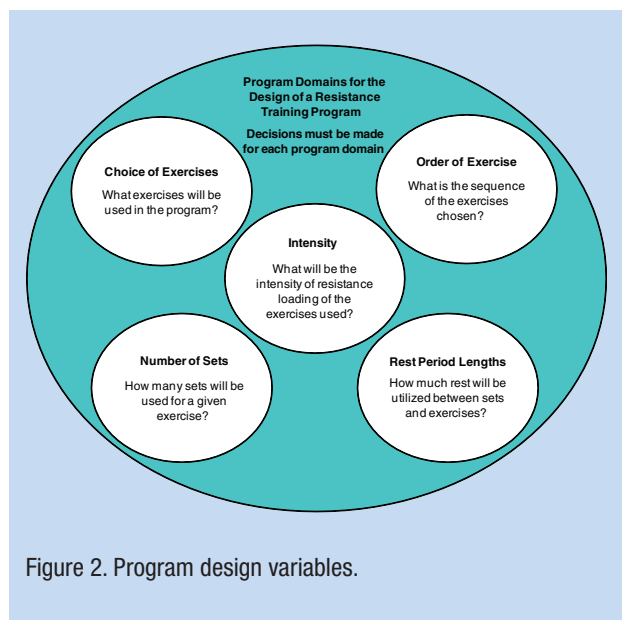 Program Domains for the
Design of a Resistance
Training Program
Decisions must be made
for each program domain
Choice of Exercises
What exercises will be
used in the program?
Order of Exercise
What is the sequence
of the exercises
chosen?
Intensity
What will be the
intensity of resistance
loading of the
exercises used?
Number of Sets
How many sets will be
used for a given
exercise?
Rest Period Lengths
How much rest will be
utilized between sets
and exercises?
Figure 2. Program design variables.